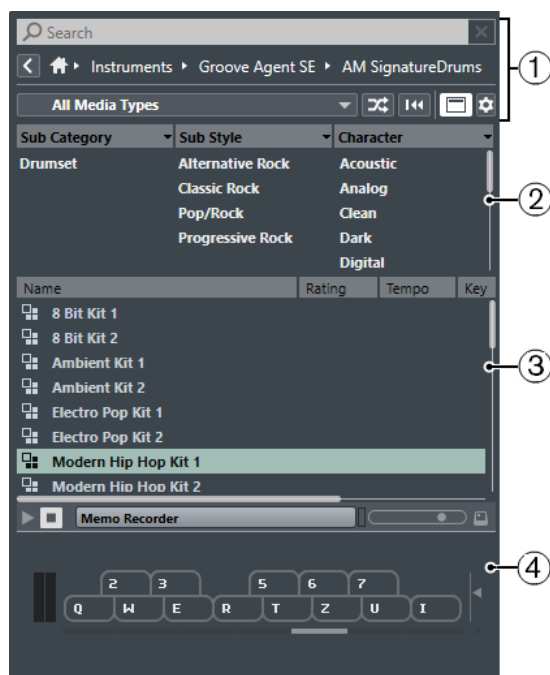 Search
1
Instruments Groove Agent SE AM SignatureDrums
All Media Types
Sub Category Sub Style Character
Drumset Alternative Rock Acoustic
Classic Rock Analog
2
Pop/Rock Clean
Progressive Rock Dark
Digital
Name Rating Tempo Key
8 Bit Kit 1
8 Bit Kit 2
Ambient Kit 1
3
Ambient Kit 2
Electro Pop Kit 1
Electro Pop Kit 2
Modern Hip Hop Kit 1
Modern Hip Hop Kit 2
Memo Recorder
4
2 3 5 6 7
Q W E R T Z U I